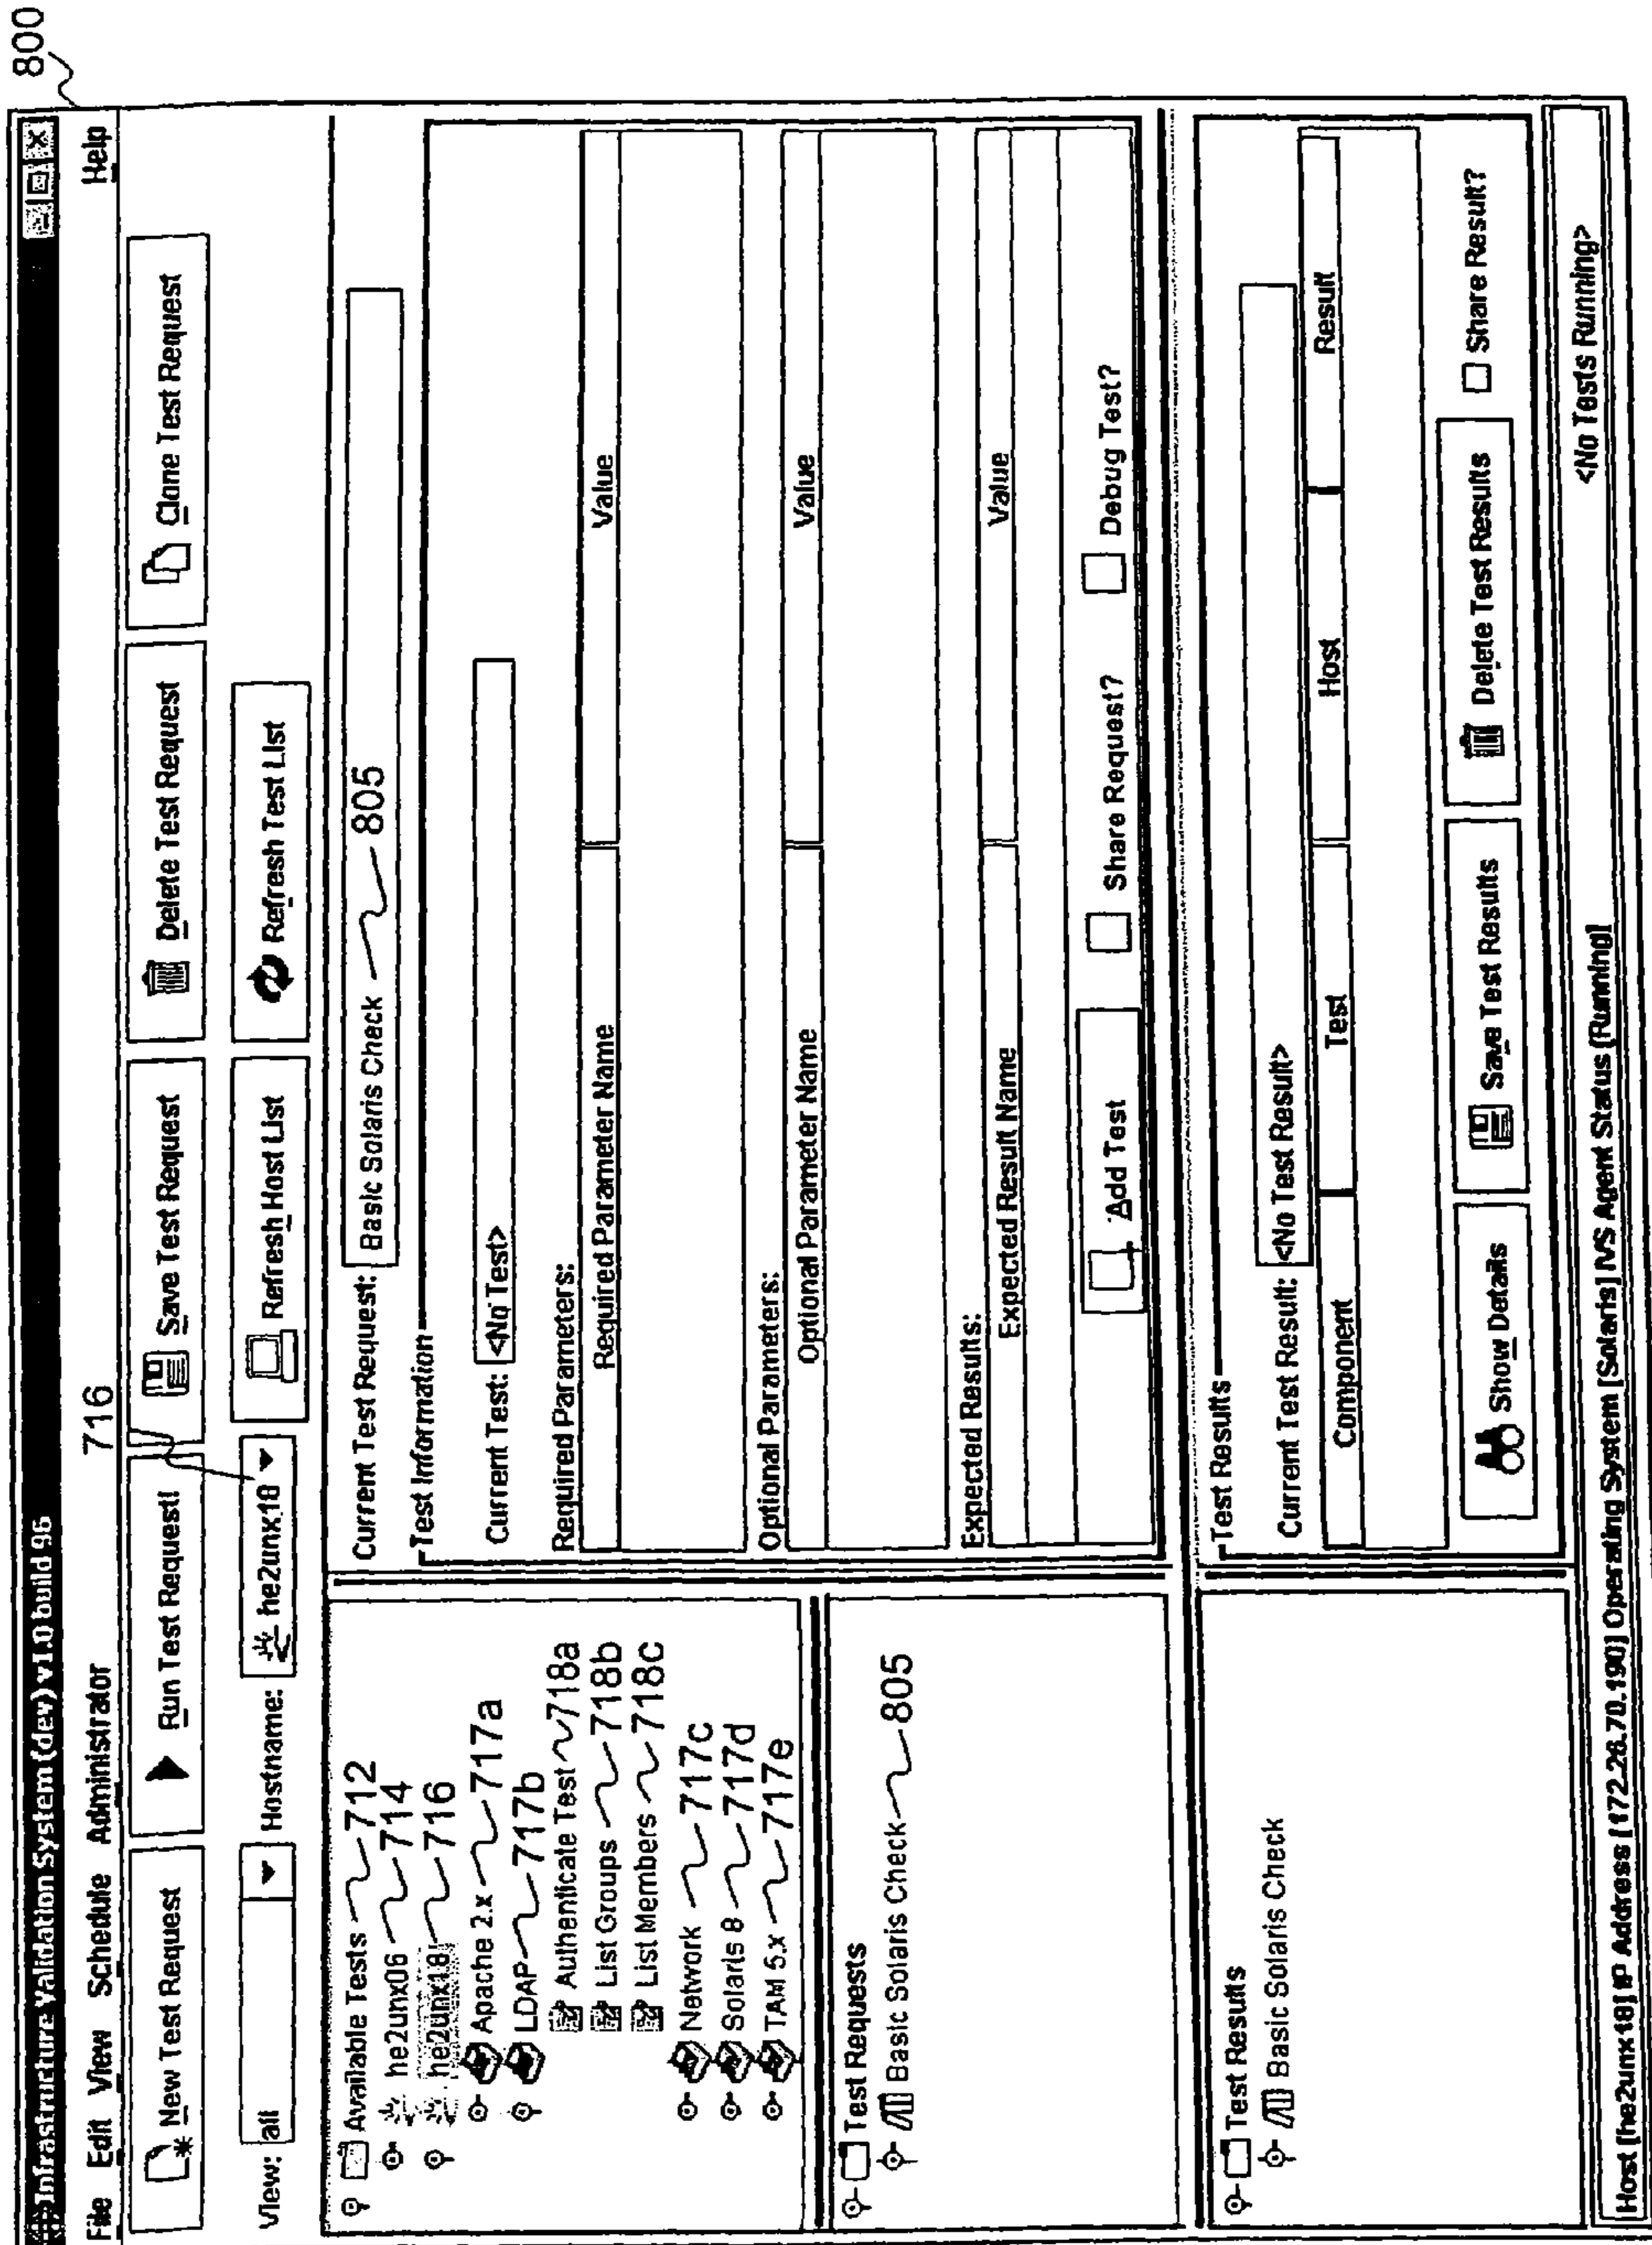 800
Infrastructure Validation System (dev) v1.0 build 96
File Edit View Schedule Administrator Help
716
New Test Request Run Test Request! Save Test Request Delete Test Request Clone Test Request
View: all Hostname: he2unx18 Refresh Host List Refresh Test List
Available Tests 712
he2unx06 714
he2unx18 716
Apache 2.x 717a
LDAP 717b
Authenticate Test 718a
List Groups 718b
List Members 718c
Network 717c
Solaris 8 717d
TAM 5.x 717e
Current Test Request: Basic Solaris Check 805
Test Information
Current Test: <No Test>
Required Parameters:
Required Parameter Name Value
Optional Parameters:
Optional Parameter Name Value
Expected Results:
Expected Result Name Value
Add Test Share Request? Debug Test?
Test Requests
Basic Solaris Check 805
Test Results
Basic Solaris Check
Test Results
Current Test Result: <No Test Result>
Component Test Host Result
Show Details Save Test Results Delete Test Results Share Result?
Host [he2unx18] IP Address [172.26.70.190] Operating System [Solaris] IVS Agent Status [Running] <No Tests Running>